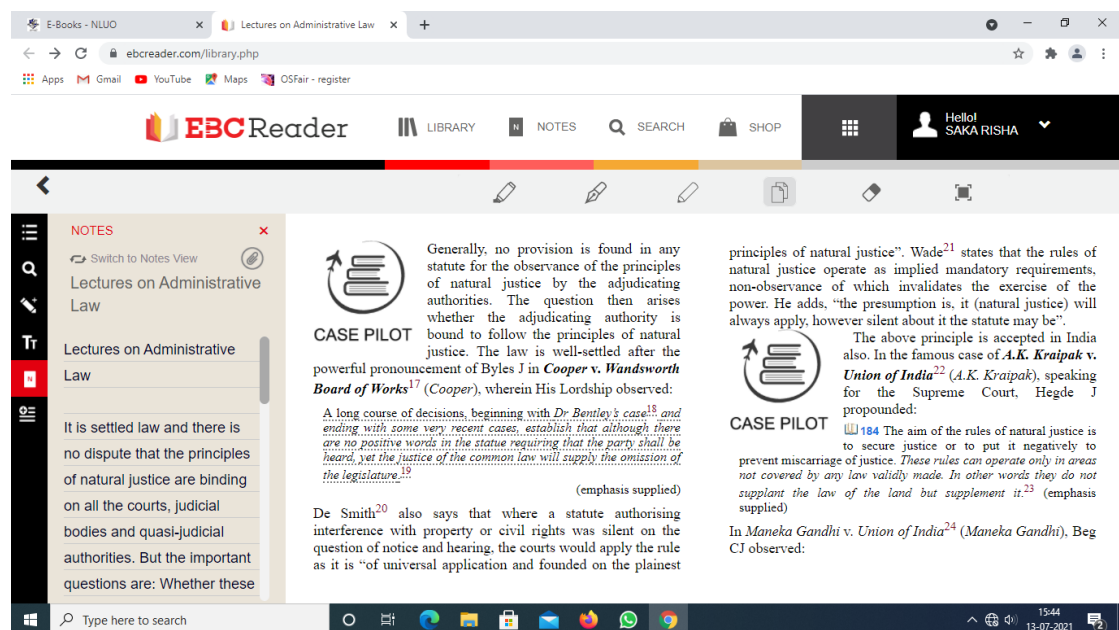 E-Books - NLUO
Lectures on Administrative Law
ebcreader.com/library.php
Apps
Gmail
YouTube
Maps
OSFair - register
EBCReader
LIBRARY
N
NOTES
SEARCH
SHOP
Hello!
SAKA RISHA
NOTES
Switch to Notes View
Lectures on Administrative
Law
Lectures on Administrative
Law
It is settled law and there is
no dispute that the principles
of natural justice are binding
on all the courts, judicial
bodies and quasi-judicial
authorities. But the important
questions are: Whether these
TT
N
CASE PILOT
Generally, no provision is found in any
statute for the observance of the principles
of natural justice by the adjudicating
authorities. The question then arises
whether the adjudicating authority is
bound to follow the principles of natural
justice. The law is well-settled after the
powerful pronouncement of Byles J in Cooper v. Wandsworth
Board of Works17 (Cooper), wherein His Lordship observed:
A long course of decisions, beginning with Dr Bentley's case18 and
ending with some very recent cases, establish that although there
are no positive words in the statue requiring that the party shall be
heard, yet the justice of the common law will supply the omission of
the legislature.19
(emphasis supplied)
De Smith20 also says that where a statute authorising
interference with property or civil rights was silent on the
question of notice and hearing, the courts would apply the rule
as it is “of universal application and founded on the plainest
principles of natural justice”. Wade21 states that the rules of
natural justice operate as implied mandatory requirements,
non-observance of which invalidates the exercise of the
power. He adds, “the presumption is, it (natural justice) will
always apply, however silent about it the statute may be”.
CASE PILOT
The above principle is accepted in India
also. In the famous case of A.K. Kraipak v.
Union of India22 (A.K. Kraipak), speaking
for the Supreme Court, Hegde J
propounded:
184 The aim of the rules of natural justice is
to secure justice or to put it negatively to
prevent miscarriage of justice. These rules can operate only in areas
not covered by any law validly made. In other words they do not
supplant the law of the land but supplement it.23 (emphasis
supplied)
In Maneka Gandhi v. Union of India24 (Maneka Gandhi), Beg
CJ observed:
Type here to search
15:44
13-07-2021
2